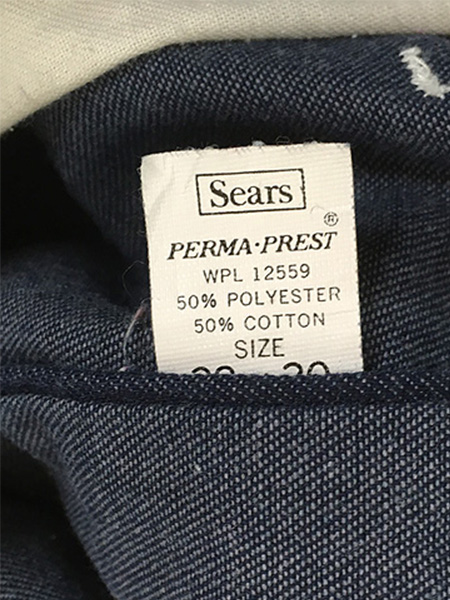 Sears
®
PERMA·PREST
WPL 12559
50% POLYESTER
50% COTTON
SIZE